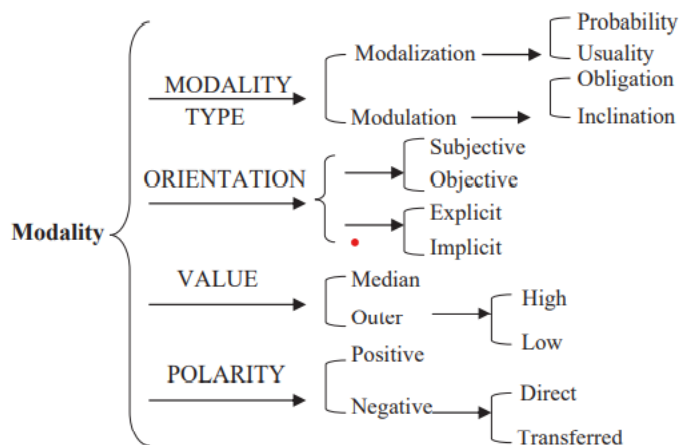 Probability
Modalization
Usuality
MODALITY
TYPE
Obligation
Modulation
Inclination
Subjective
ORIENTATION
Objective
Explicit
Implicit
Modality
VALUE
Median
High
Outer
Low
Positive
POLARITY
Direct
Negative
Transferred